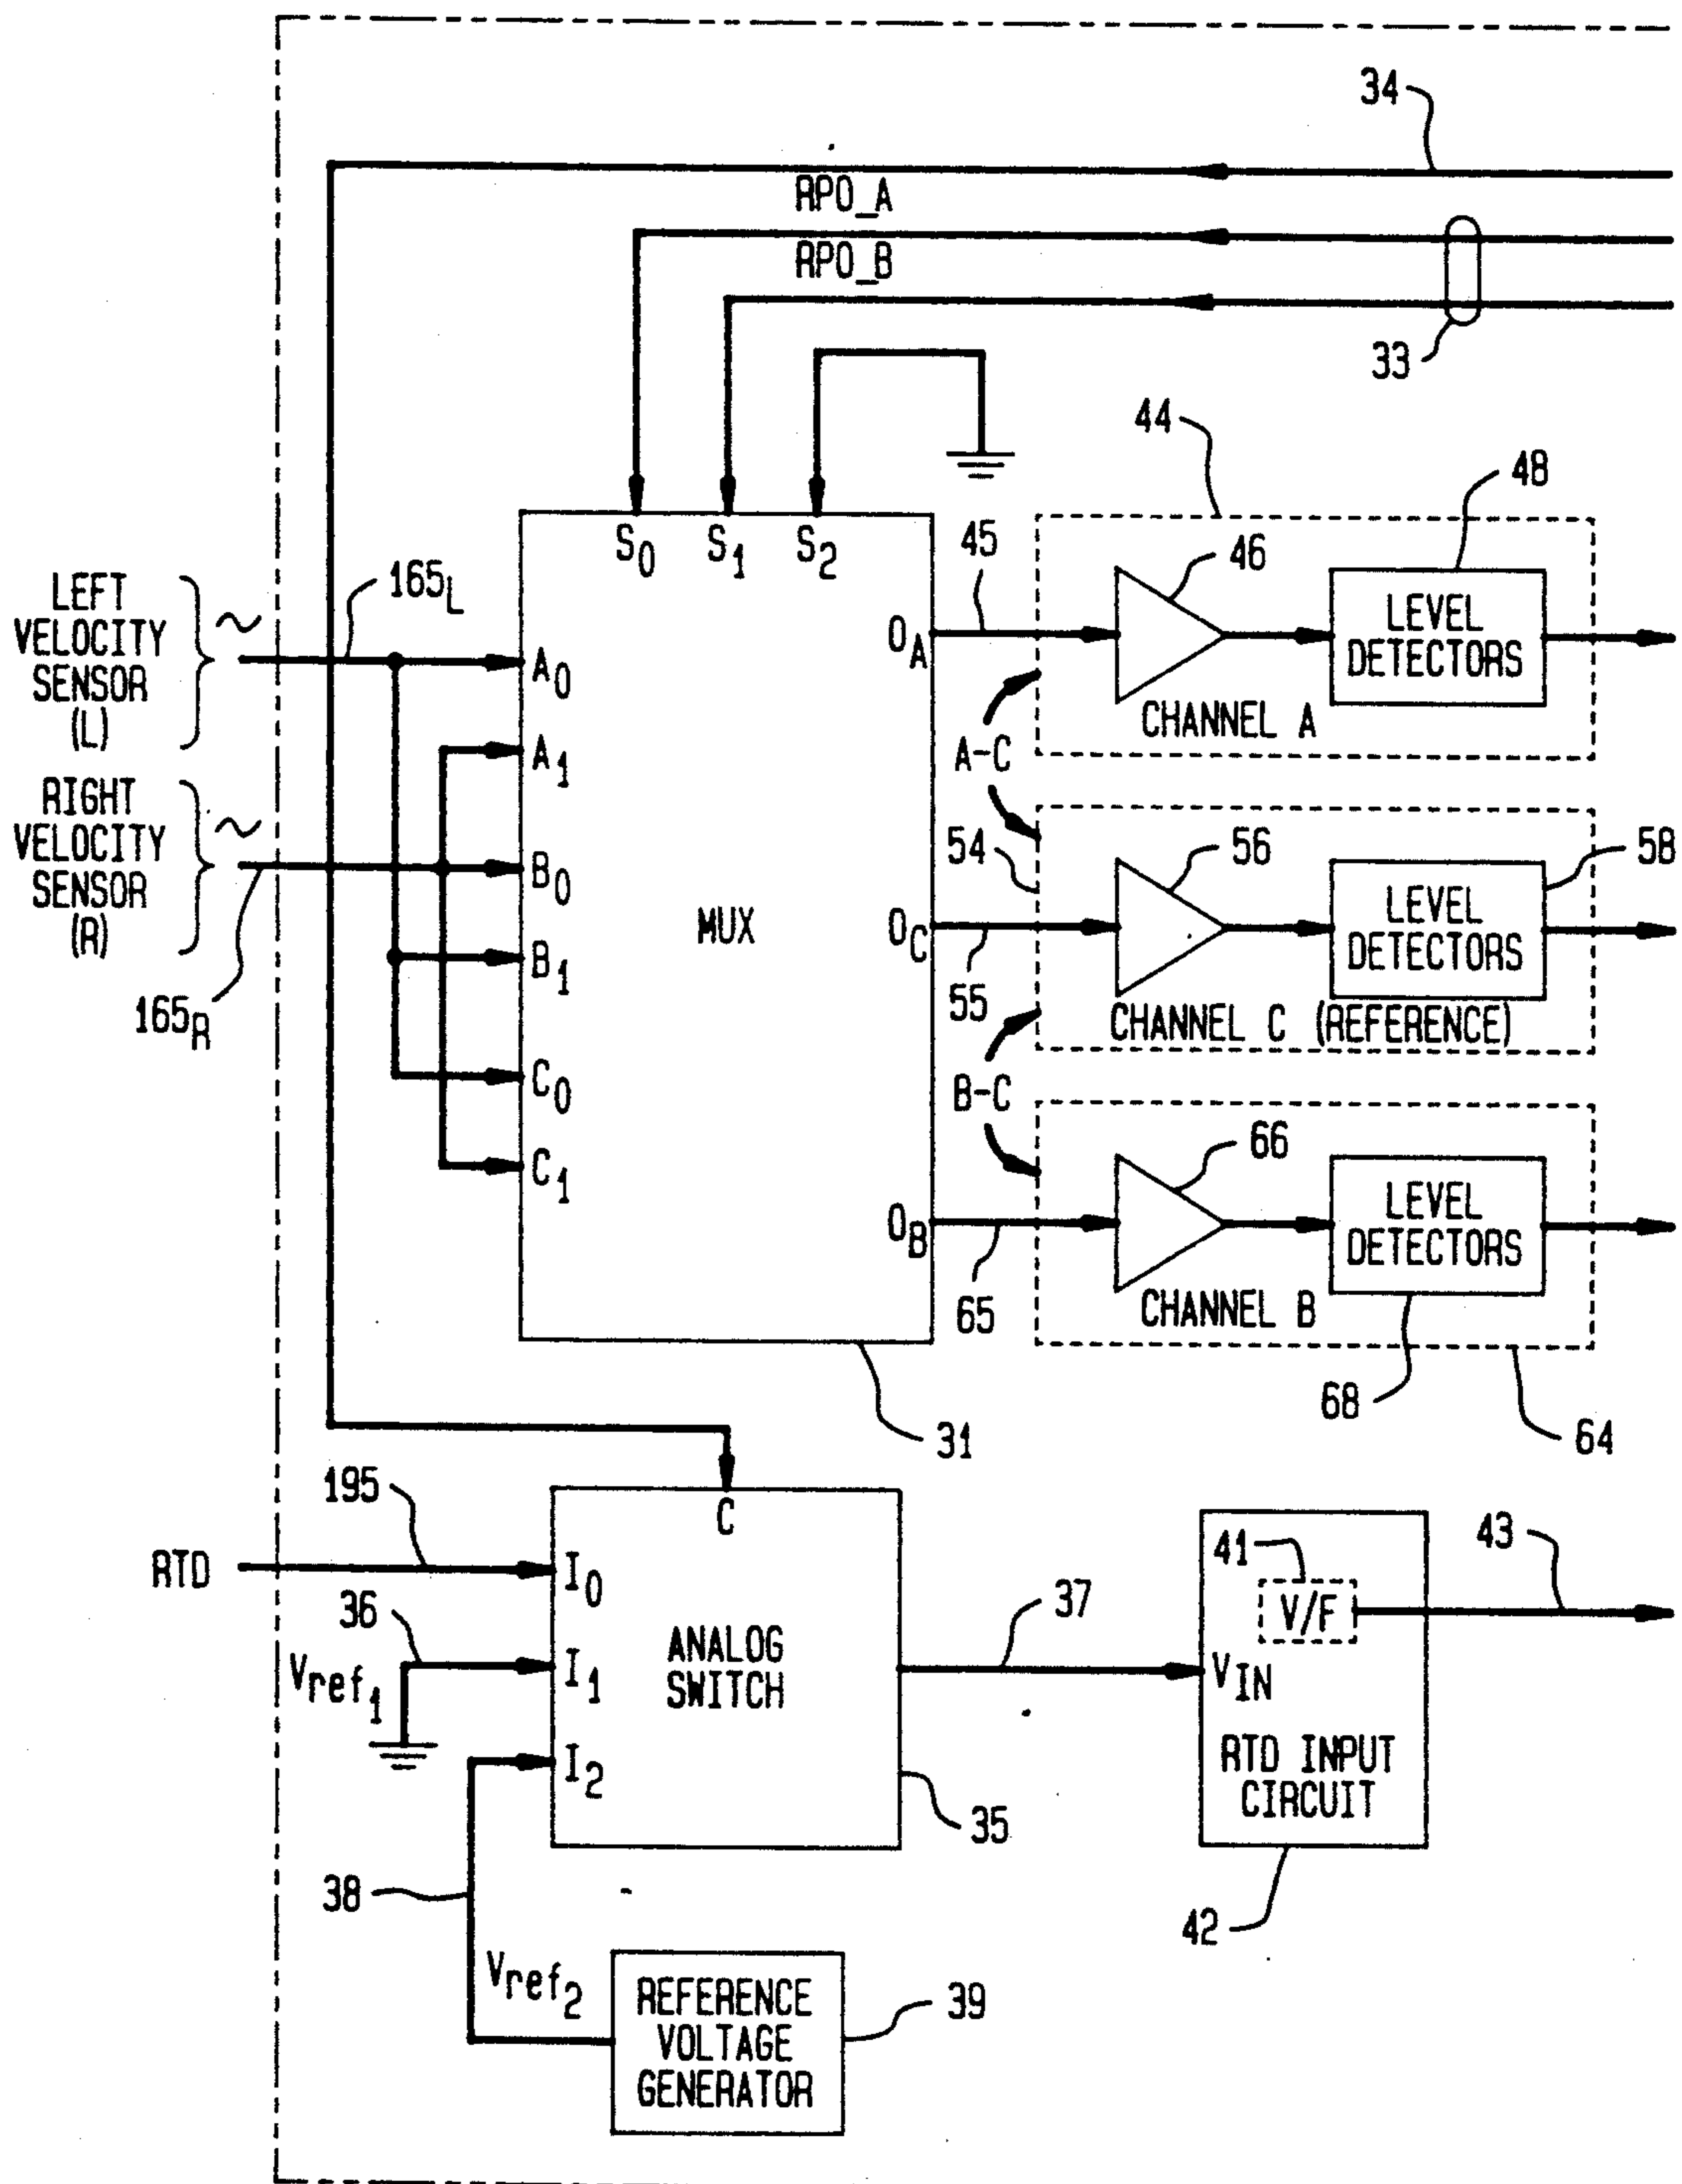 34
RPO_A
RPO_B
33
44
48
S0 S1 S2
45
46
LEFT
VELOCITY
SENSOR
(L)
~
165L
A0
OA
LEVEL
DETECTORS
CHANNEL A
A1
A-C
RIGHT
VELOCITY
SENSOR
(R)
~
165R
B0
MUX
OC
54
56
58
LEVEL
DETECTORS
B1
55
CHANNEL C (REFERENCE)
C0
B-C
C1
66
OB
LEVEL
DETECTORS
65
CHANNEL B
68
64
31
195
C
RTD
I0
41
V/F
43
36
Vref1
I1
ANALOG
SWITCH
37
VIN
I2
RTD INPUT
CIRCUIT
35
38
42
Vref2
REFERENCE
VOLTAGE
GENERATOR
39